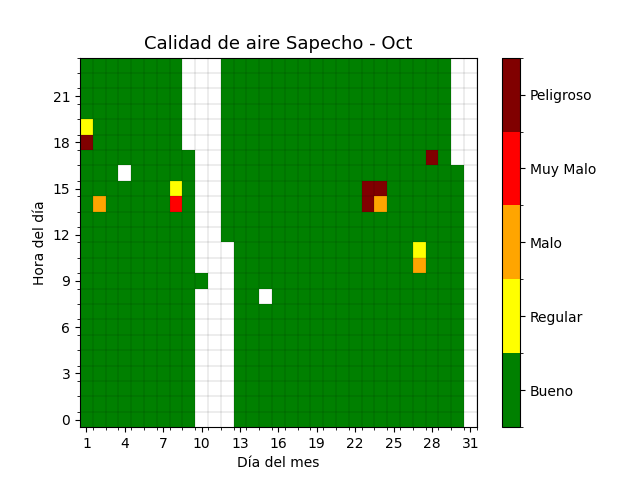 Calidad de aire Sapecho - Oct
Hora del día
21
18
15
12
9
6
3
0
1 4 7 10 13 16 19 22 25 28 31
Día del mes
Peligroso
Muy Malo
Malo
Regular
Bueno